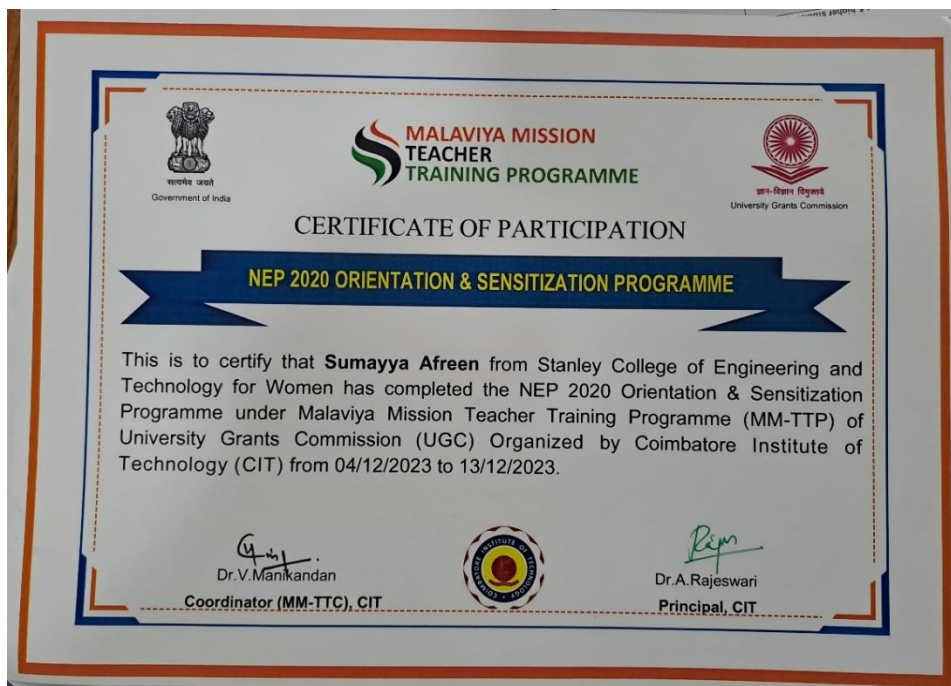 सत्यमेव जयते
Government of India
MALAVIYA MISSION
TEACHER
TRAINING PROGRAMME
ज्ञान-विज्ञान विमुक्तये
University Grants Commission
CERTIFICATE OF PARTICIPATION
NEP 2020 ORIENTATION & SENSITIZATION PROGRAMME
This is to certify that Sumayya Afreen from Stanley College of Engineering and
Technology for Women has completed the NEP 2020 Orientation & Sensitization
Programme under Malaviya Mission Teacher Training Programme (MM-TTP) of
University Grants Commission (UGC) Organized by Coimbatore Institute of
Technology (CIT) from 04/12/2023 to 13/12/2023.
Dr.V.Manikandan
Coordinator (MM-TTC), CIT
COIMBATORE INSTITUTE OF TECHNOLOGY
Dr.A.Rajeswari
Principal, CIT